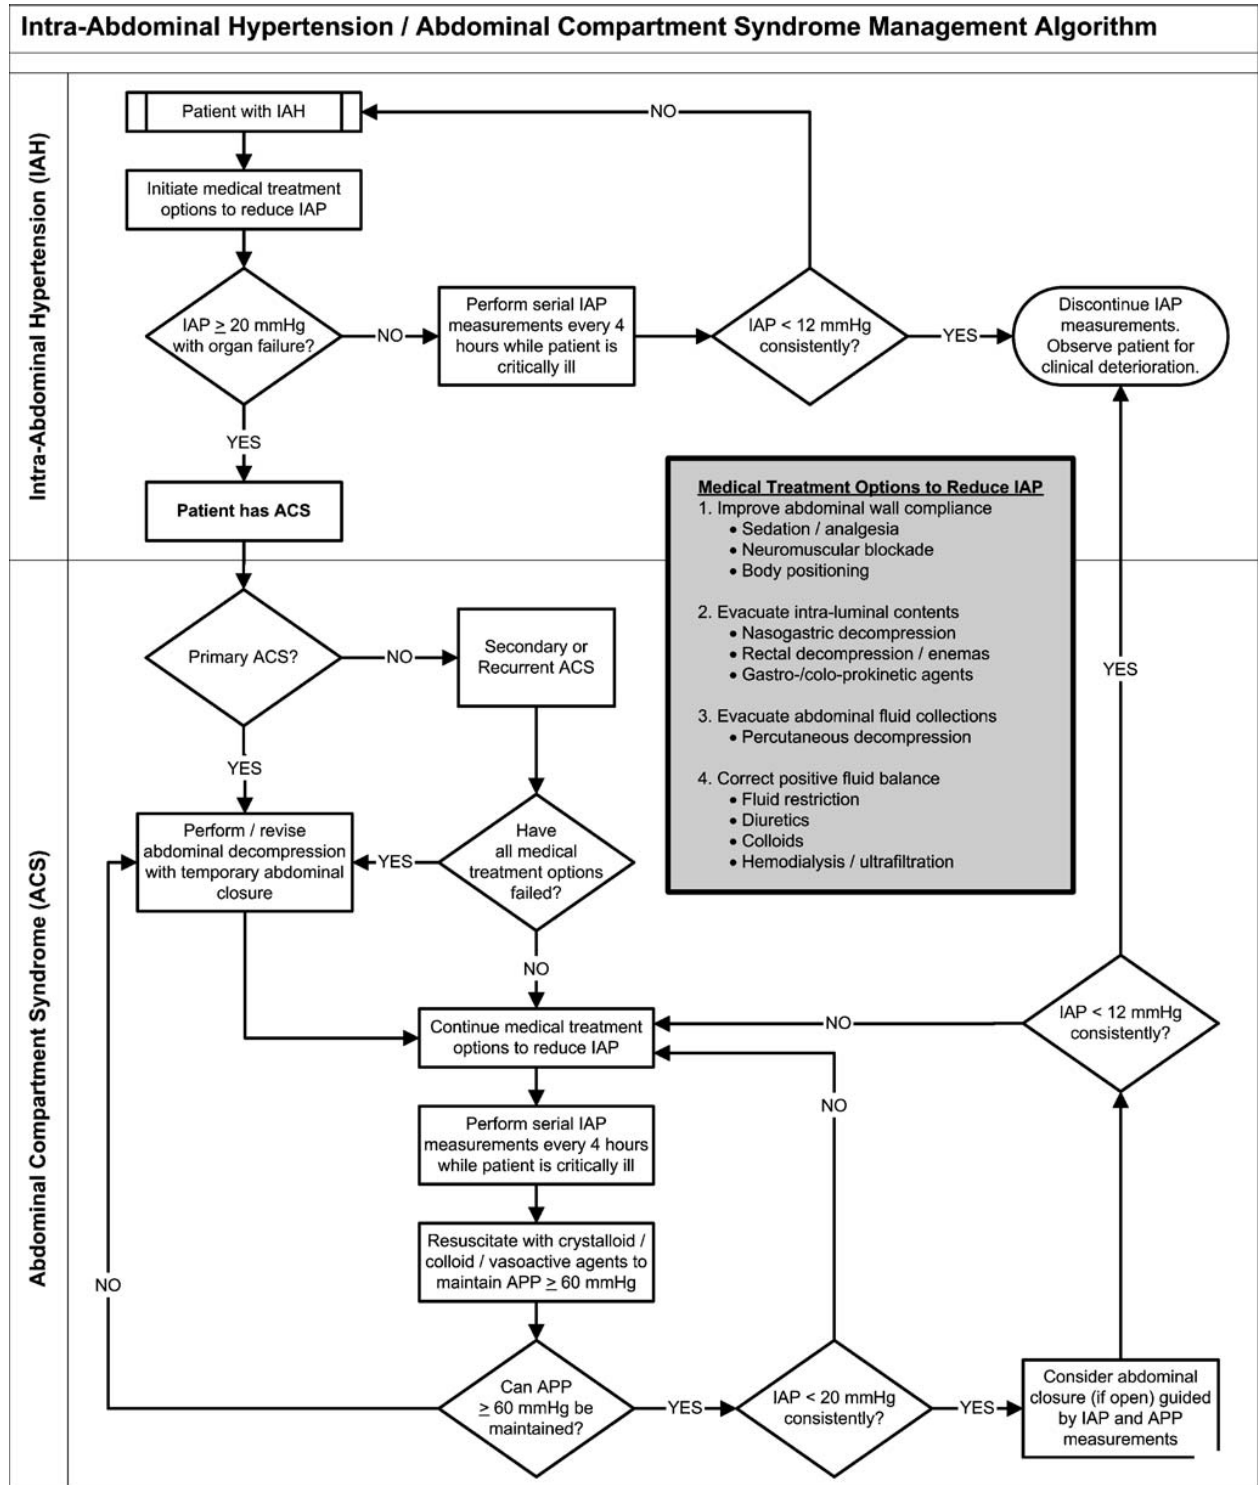 Intra-Abdominal Hypertension / Abdominal Compartment Syndrome Management Algorithm
Intra-Abdominal Hypertension (IAH)
Patient with IAH
NO
Initiate medical treatment
options to reduce IAP
IAP ≥ 20 mmHg
with organ failure?
NO
Perform serial IAP
measurements every 4
hours while patient is
critically ill
IAP < 12 mmHg
consistently?
YES
Discontinue IAP
measurements.
Observe patient for
clinical deterioration.
YES
Patient has ACS
Medical Treatment Options to Reduce IAP
1. Improve abdominal wall compliance
• Sedation / analgesia
• Neuromuscular blockade
• Body positioning
2. Evacuate intra-luminal contents
• Nasogastric decompression
• Rectal decompression / enemas
• Gastro-/colo-prokinetic agents
3. Evacuate abdominal fluid collections
• Percutaneous decompression
4. Correct positive fluid balance
• Fluid restriction
• Diuretics
• Colloids
• Hemodialysis / ultrafiltration
Abdominal Compartment Syndrome (ACS)
Primary ACS?
NO
Secondary or
Recurrent ACS
YES
YES
Perform / revise
abdominal decompression
with temporary abdominal
closure
YES
Have
all medical
treatment options
failed?
NO
Continue medical treatment
options to reduce IAP
NO
IAP < 12 mmHg
consistently?
NO
Perform serial IAP
measurements every 4 hours
while patient is critically ill
Resuscitate with crystalloid /
colloid / vasoactive agents to
maintain APP ≥ 60 mmHg
NO
Can APP
≥ 60 mmHg be
maintained?
YES
IAP < 20 mmHg
consistently?
YES
Consider abdominal
closure (if open) guided
by IAP and APP
measurements